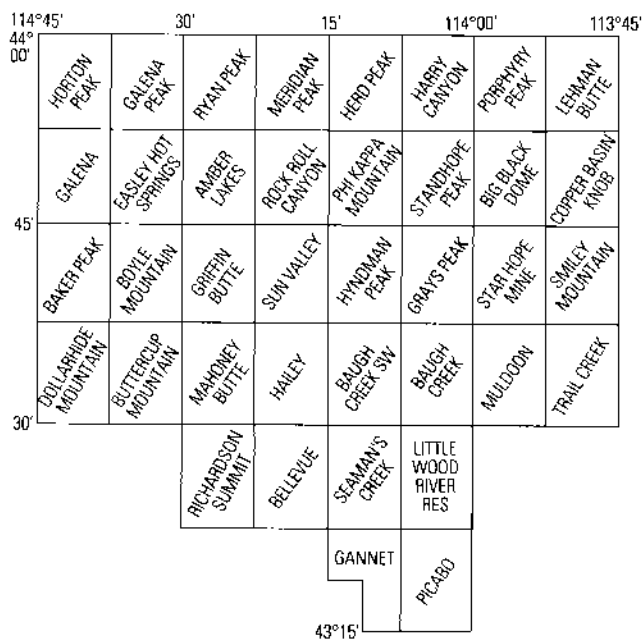 114°45' 30' 15' 114°00' 113°45'
44°
00'
HORTON
PEAK
GALENA
PEAK
RYAN PEAK
MERIDIAN
PEAK
HERD PEAK
HARRY
CANYON
PORPHYRY
PEAK
LEHMAN
BUTTE
GALENA
EASLEY HOT
SPRINGS
AMBER
LAKES
ROCK ROLL
CANYON
PHI KAPPA
MOUNTAIN
STANDHOPE
PEAK
BIG BLACK
DOME
COPPER BASIN
KNOB
45'
BAKER PEAK
BOYLE
MOUNTAIN
GRIFFIN
BUTTE
SUN VALLEY
HYNDMAN
PEAK
GRAYS PEAK
STAR HOPE
MINE
SMILEY
MOUNTAIN
DOLLARHIDE
MOUNTAIN
BUTTERCUP
MOUNTAIN
MAHONEY
BUTTE
HAILEY
BAUGH
CREEK SW
BAUGH
CREEK
MULDOON
TRAIL CREEK
30'
RICHARDSON
SUMMIT
BELLEVUE
SEAMAN'S
CREEK
LITTLE
WOOD
RIVER
RES
GANNET
PICABO
43°15'